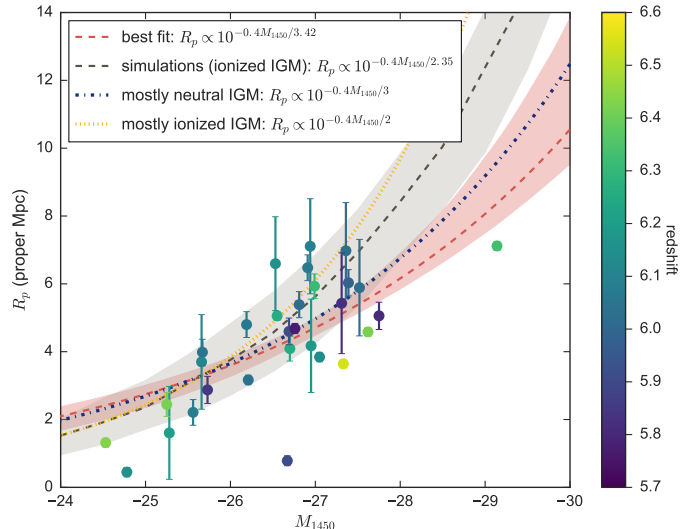 best fit: R_p ∝ 10^{-0.4M_{1450}/3.42}
simulations (ionized IGM): R_p ∝ 10^{-0.4M_{1450}/2.35}
mostly neutral IGM: R_p ∝ 10^{-0.4M_{1450}/3}
mostly ionized IGM: R_p ∝ 10^{-0.4M_{1450}/2}
14
12
10
8
6
4
2
0
R_p (proper Mpc)
−24 −25 −26 −27 −28 −29 −30
M_{1450}
6.6
6.5
6.4
6.3
6.2
6.1
6.0
5.9
5.8
5.7
redshift